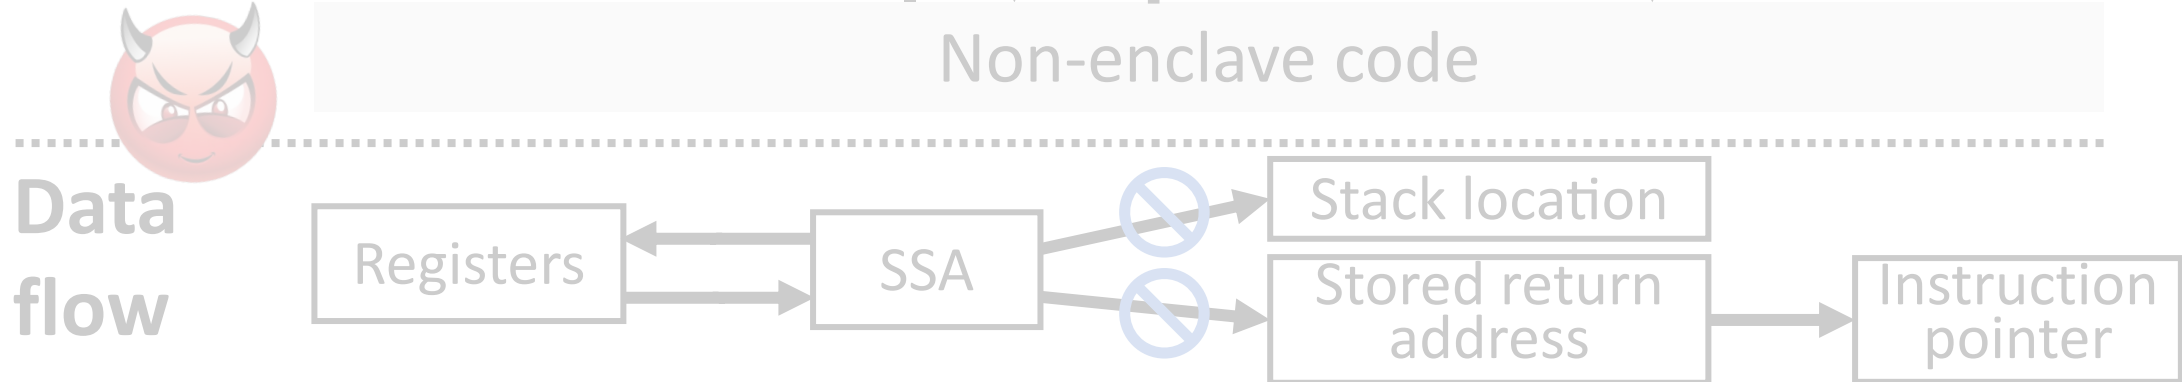 Non-enclave code
Data
flow
Registers
SSA
Stack location
Stored return
address
Instruction
pointer